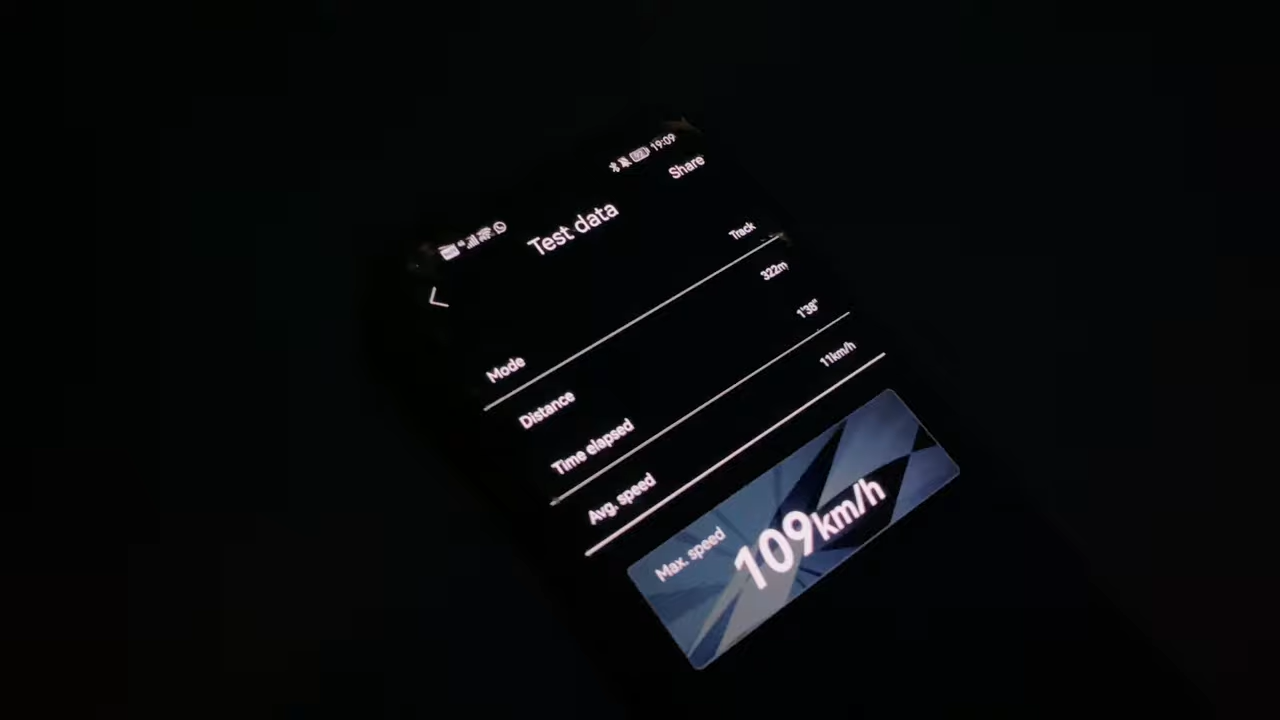 19:09
Share
Test data
Mode Track
Distance 322m
Time elapsed 1'38"
Avg. speed 11km/h
Max. speed 109km/h